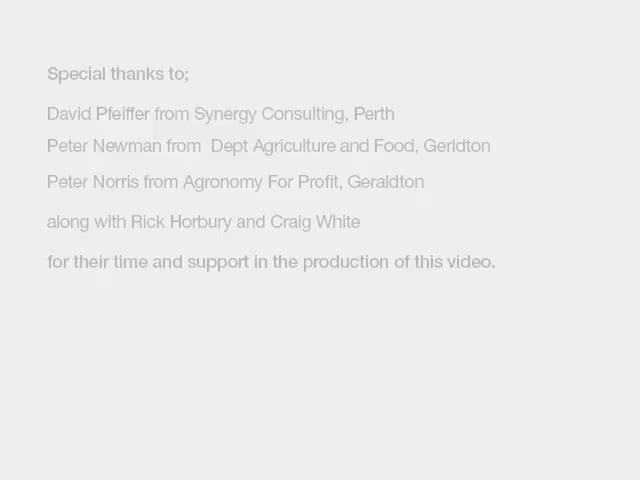 Special thanks to;
David Pfeiffer from Synergy Consulting, Perth
Peter Newman from  Dept Agriculture and Food, Gerldton
Peter Norris from Agronomy For Profit, Geraldton
along with Rick Horbury and Craig White
for their time and support in the production of this video.